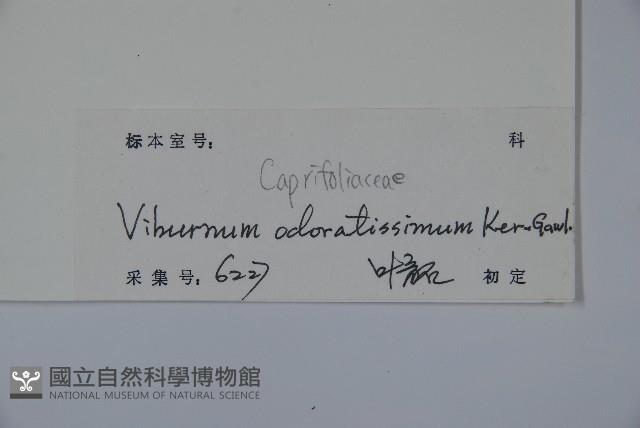 标本室号： 科
Caprifoliaceae
Viburnum odoratissimum Ker-Gawl.
采集号： 6227 叶 初定
國立自然科學博物館
NATIONAL MUSEUM OF NATURAL SCIENCE